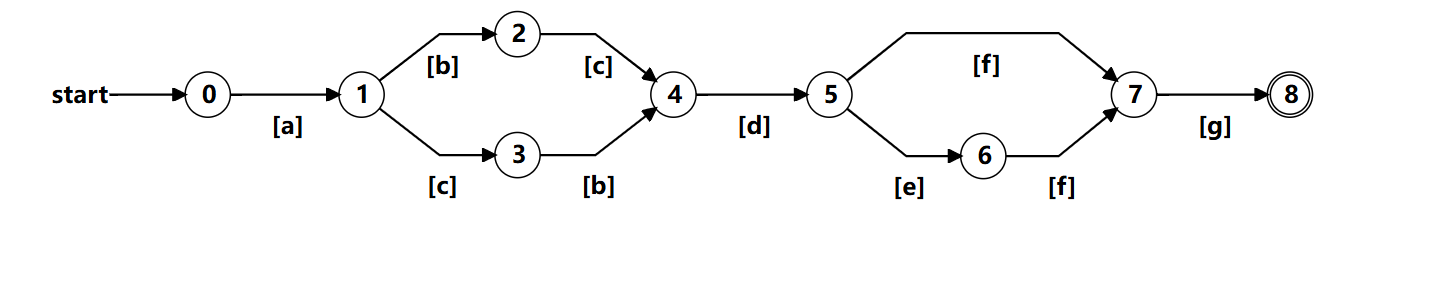 2
[b] [c] [f]
start 0 1 4 5 7 8
[a] [d] [g]
3 6
[c] [b] [e] [f]